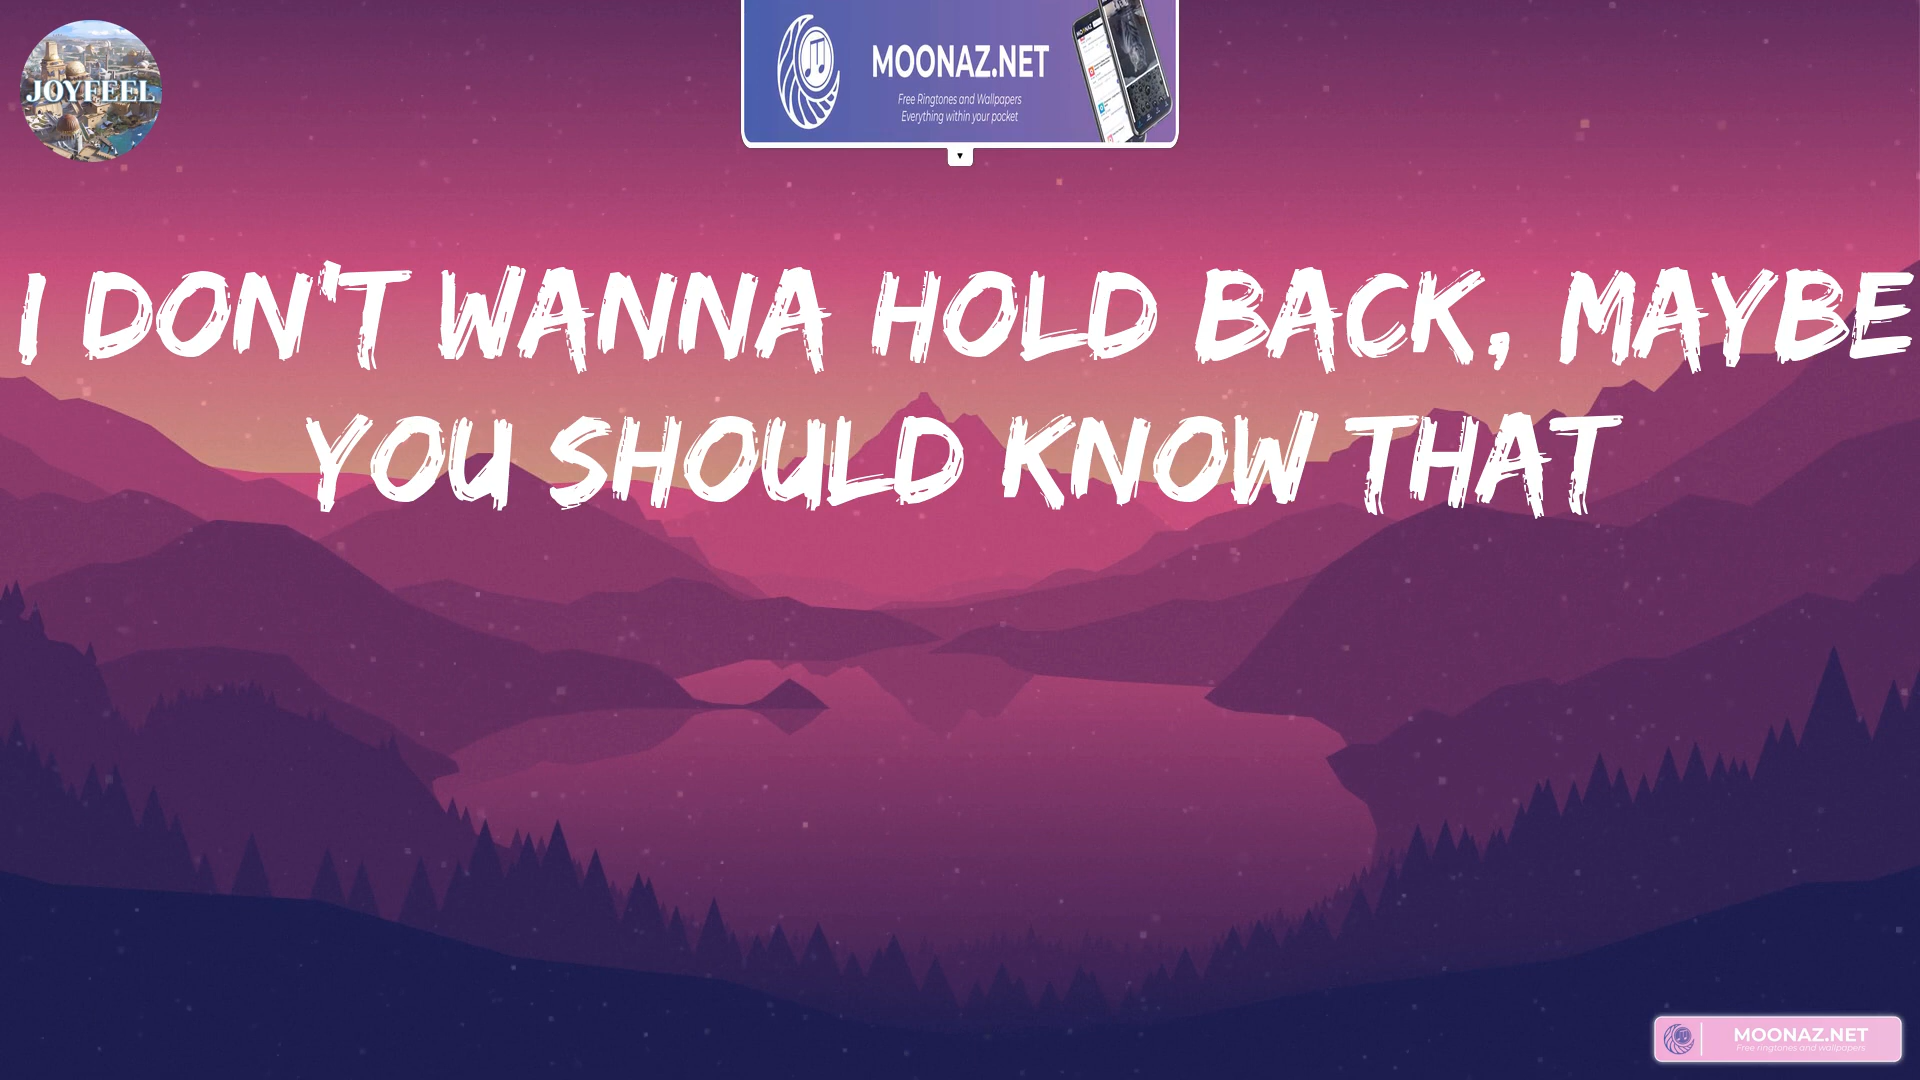 JOYFEEL
MOONAZ.NET
Free Ringtones and Wallpapers
Everything within your pocket
I DON'T WANNA HOLD BACK, MAYBE
YOU SHOULD KNOW THAT
MOONAZ.NET
Free ringtones and wallpapers